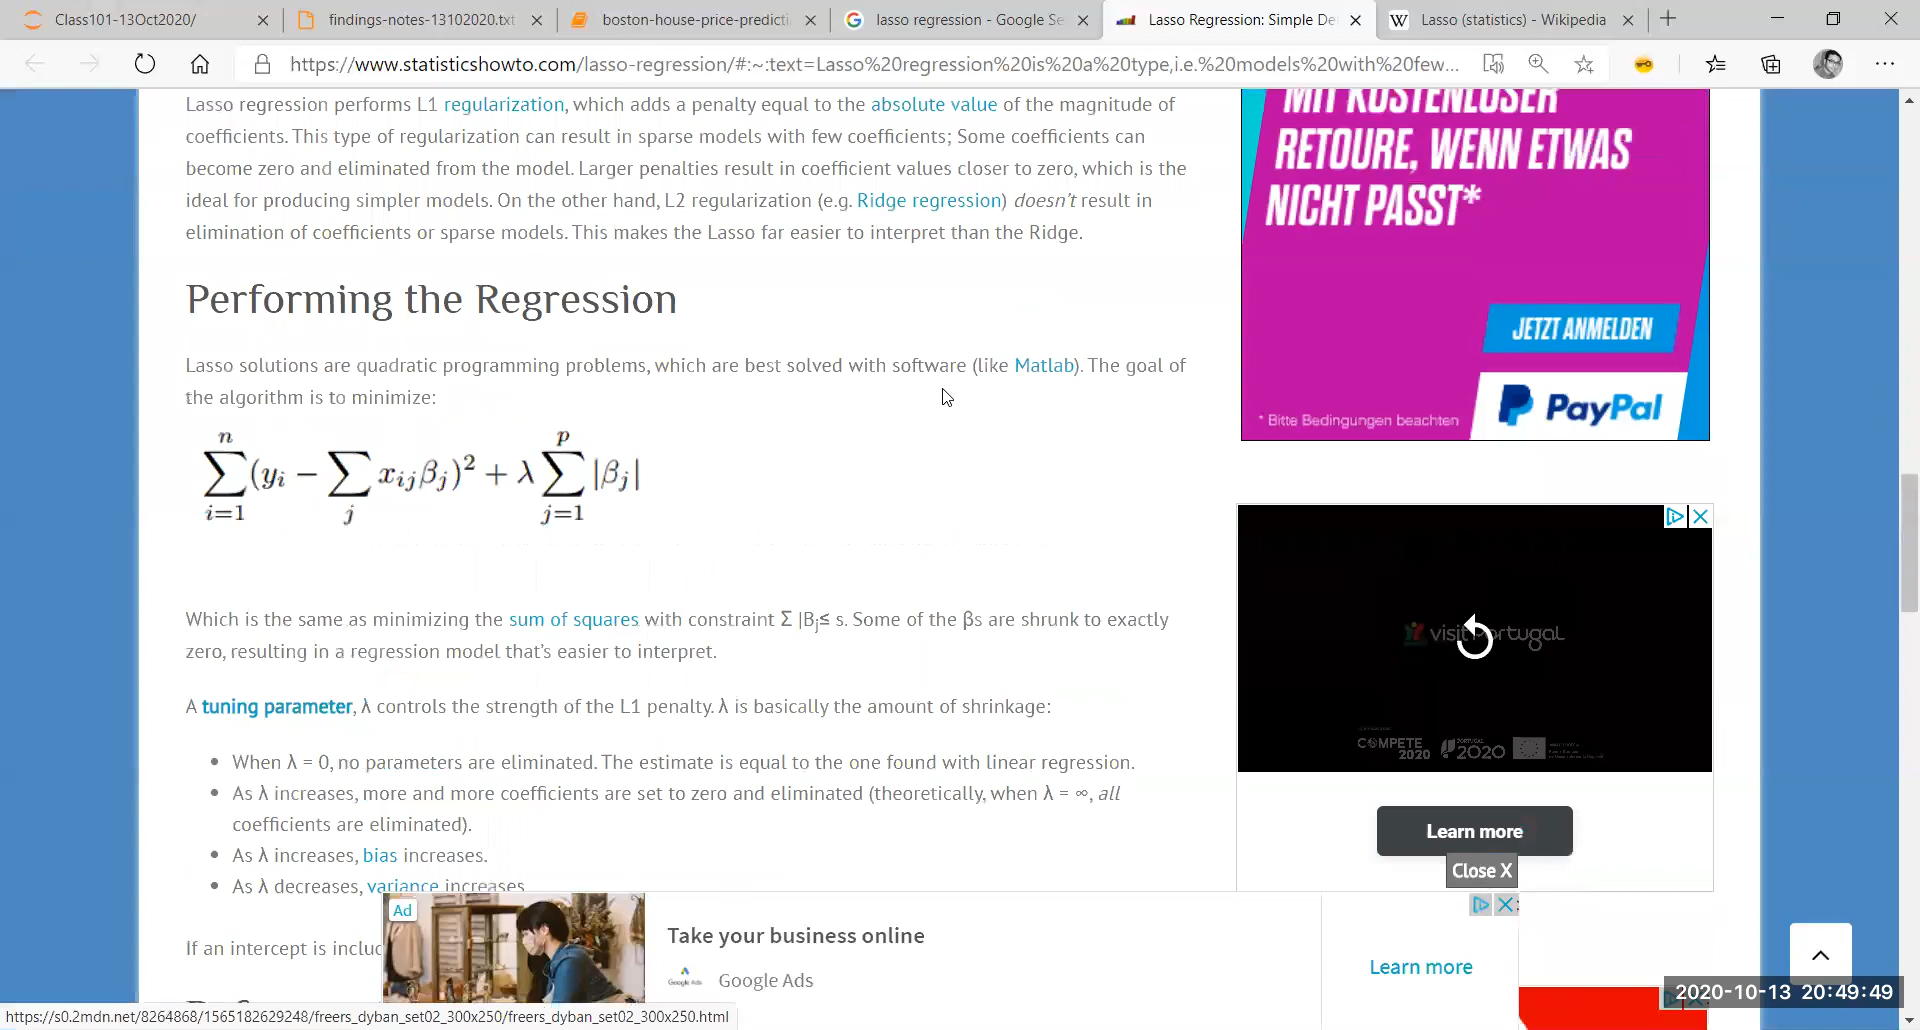 Class101-13Oct2020/
findings-notes-13102020.txt
boston-house-price-predicti
lasso regression - Google Se
Lasso Regression: Simple De
Lasso (statistics) - Wikipedia
https://www.statisticshowto.com/lasso-regression/#:~:text=Lasso%20regression%20is%20a%20type,i.e.%20models%20with%20few...
Lasso regression performs L1 regularization, which adds a penalty equal to the absolute value of the magnitude of
coefficients. This type of regularization can result in sparse models with few coefficients; Some coefficients can
become zero and eliminated from the model. Larger penalties result in coefficient values closer to zero, which is the
ideal for producing simpler models. On the other hand, L2 regularization (e.g. Ridge regression) doesn't result in
elimination of coefficients or sparse models. This makes the Lasso far easier to interpret than the Ridge.
Performing the Regression
Lasso solutions are quadratic programming problems, which are best solved with software (like Matlab). The goal of
the algorithm is to minimize:
n p
∑(yi − ∑ xijβj)² + λ∑|βj|
i=1 j j=1
Which is the same as minimizing the sum of squares with constraint Σ |Bj≤ s. Some of the βs are shrunk to exactly
zero, resulting in a regression model that's easier to interpret.
A tuning parameter, λ controls the strength of the L1 penalty. λ is basically the amount of shrinkage:
• When λ = 0, no parameters are eliminated. The estimate is equal to the one found with linear regression.
• As λ increases, more and more coefficients are set to zero and eliminated (theoretically, when λ = ∞, all
coefficients are eliminated).
• As λ increases, bias increases.
• As λ decreases, variance increases
If an intercept is includ
MIT KOSTENLOSER
RETOURE, WENN ETWAS
NICHT PASST*
JETZT ANMELDEN
* Bitte Bedingungen beachten
PayPal
visit Portugal
COMPETE
2020
PORTUGAL
2020
Learn more
Close X
Ad
Take your business online
Google Ads
Google Ads
Learn more
2020-10-13 20:49:49
https://s0.2mdn.net/8264868/1565182629248/freers_dyban_set02_300x250/freers_dyban_set02_300x250.html